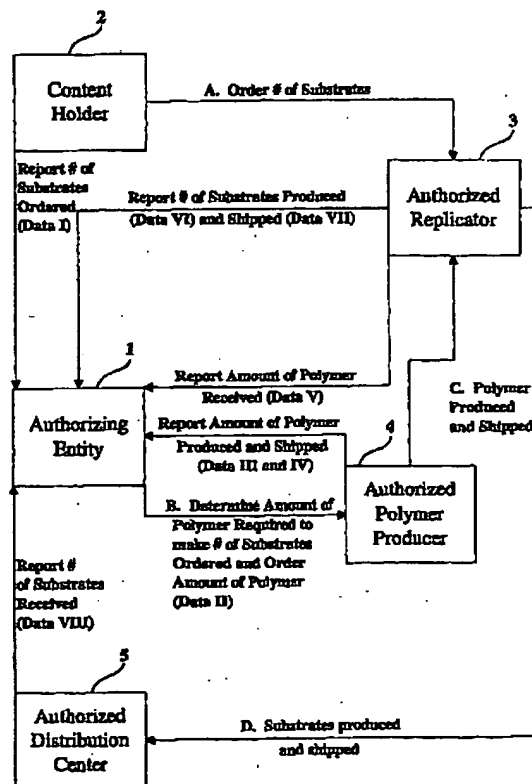 2
Content
Holder
A. Order # of Substrates
3
Authorized
Replicator
Report # of
Substrates
Ordered
(Data I)
Report # of Substrates Produced
(Data VI) and Shipped (Data VII)
1
Authorizing
Entity
Report Amount of Polymer
Received (Data V)
Report Amount of Polymer
Produced and Shipped
(Data III and IV)
4
Authorized
Polymer
Producer
C. Polymer
Produced
and Shipped
B. Determine Amount of
Polymer Required to
make # of Substrates
Ordered and Order
Amount of Polymer
(Data II)
Report #
of Substrates
Received
(Data VIII)
5
Authorized
Distribution
Center
D. Substrates produced
and shipped